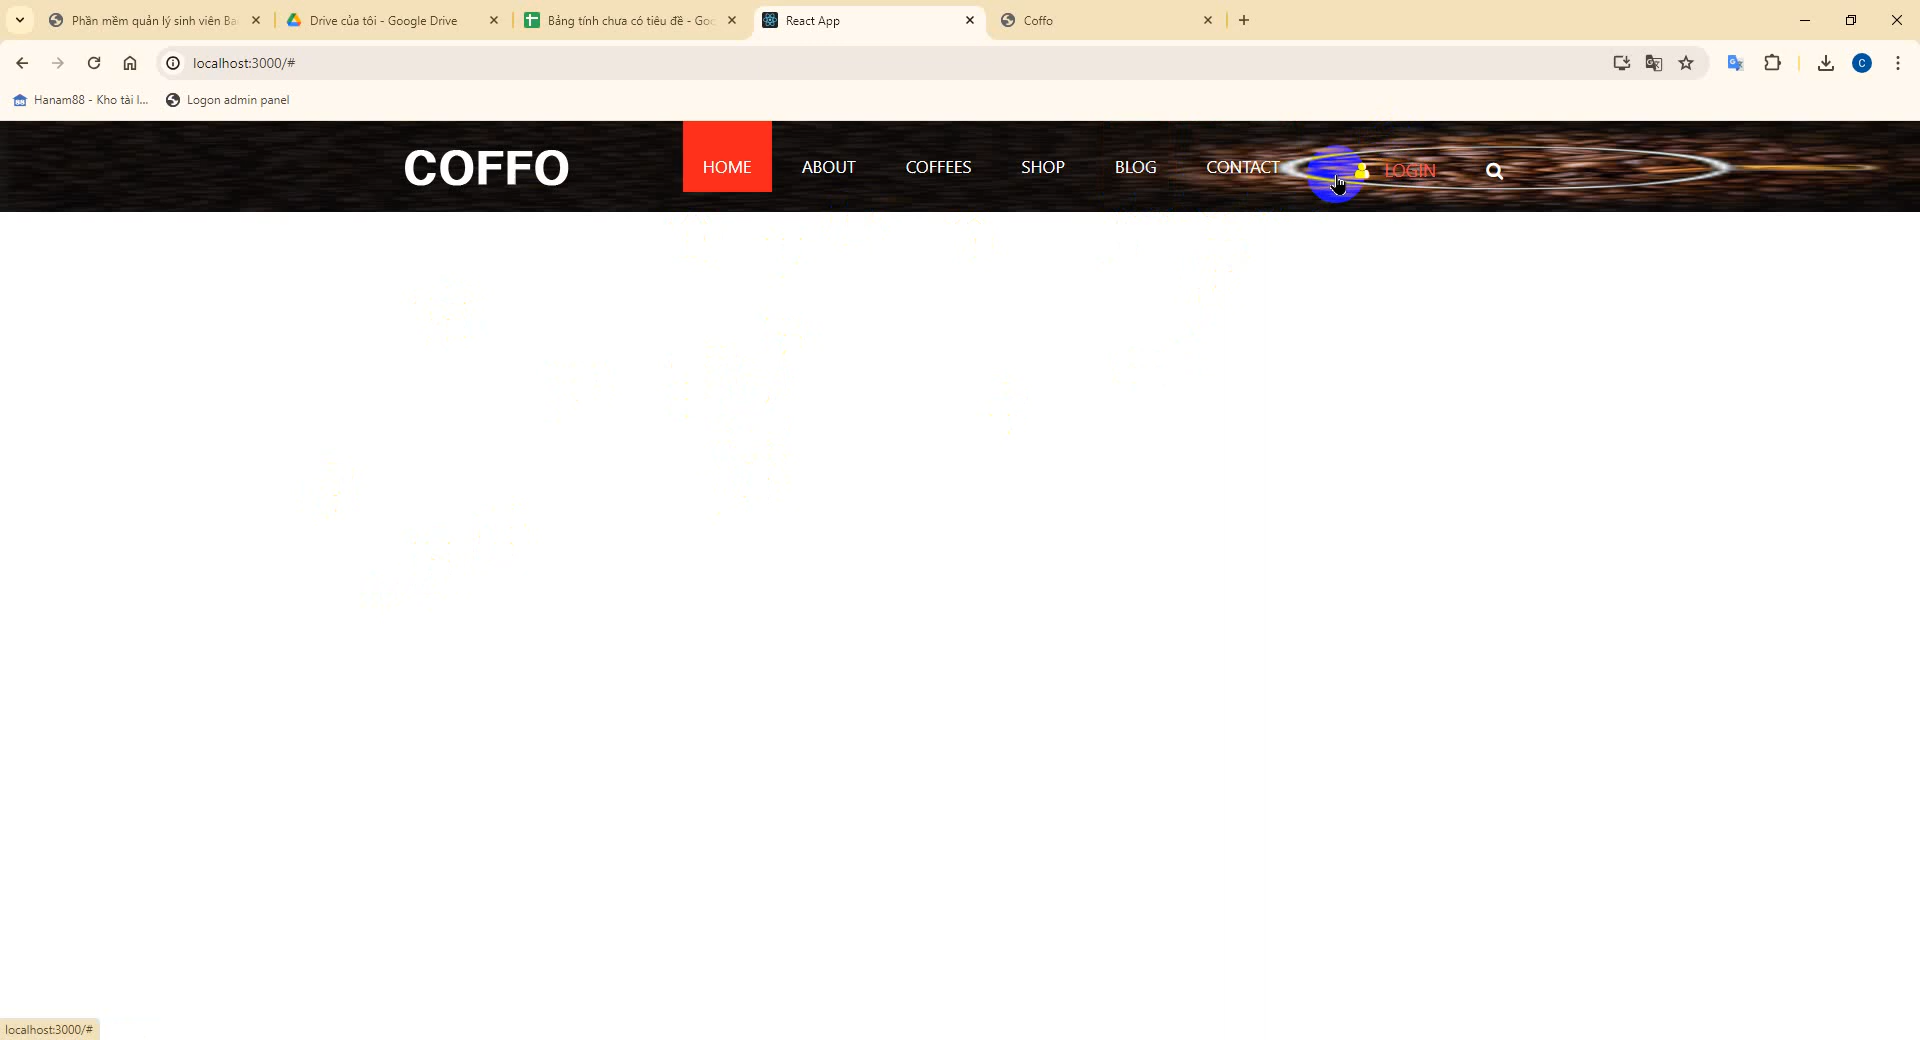 Phần mềm quản lý sinh viên Ba
Drive của tôi - Google Drive
Bảng tính chưa có tiêu đề - Goo
React App
Coffo
localhost:3000/#
Hanam88 - Kho tài l...
Logon admin panel
COFFO
HOME
ABOUT
COFFEES
SHOP
BLOG
CONTACT
LOGIN
localhost:3000/#